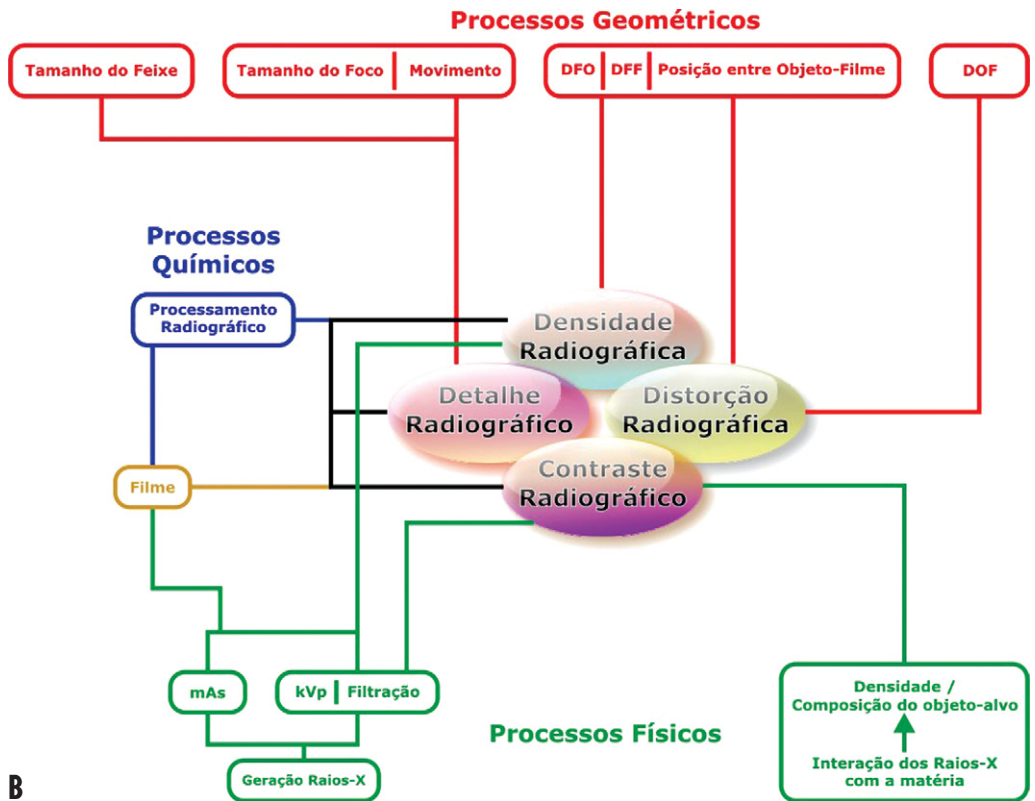 Processos Geométricos
Tamanho do Feixe
Tamanho do Foco | Movimento
DFO | DFF | Posição entre Objeto-Filme
DOF
Processos
Químicos
Processamento
Radiográfico
Densidade
Radiográfica
Detalhe
Radiográfico
Distorção
Radiográfica
Filme
Contraste
Radiográfico
mAs
kVp | Filtração
Densidade /
Composição do objeto-alvo
Processos Físicos
Interação dos Raios-X
com a matéria
Geração Raios-X
B